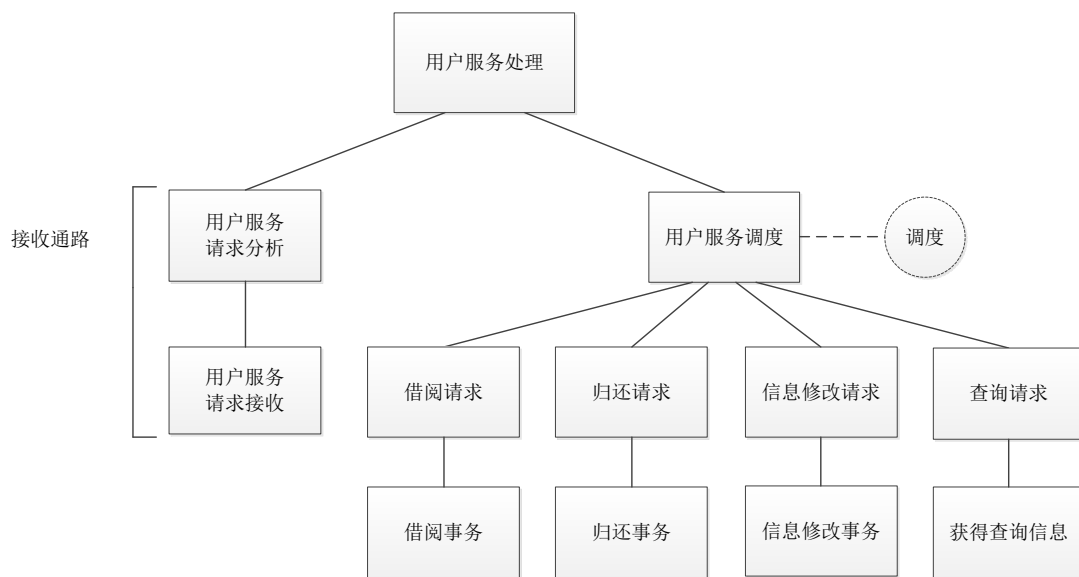 用户服务处理
接收通路
用户服务
请求分析
用户服务调度
调度
用户服务
请求接收
借阅请求
归还请求
信息修改请求
查询请求
借阅事务
归还事务
信息修改事务
获得查询信息